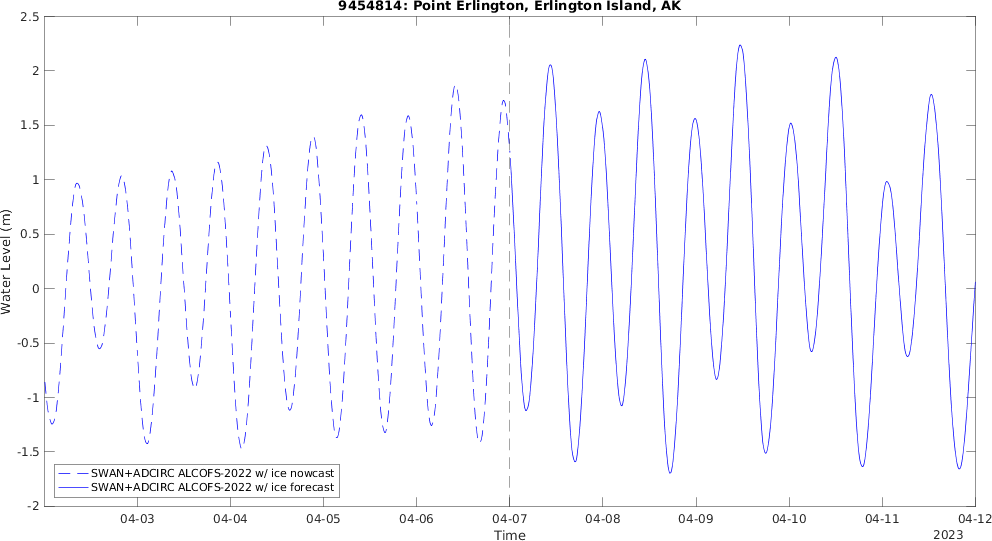 9454814: Point Erlington, Erlington Island, AK
2.5
2
1.5
1
0.5
0
-0.5
-1
-1.5
-2
Water Level (m)
SWAN+ADCIRC ALCOFS-2022 w/ ice nowcast
SWAN+ADCIRC ALCOFS-2022 w/ ice forecast
04-03 04-04 04-05 04-06 04-07 04-08 04-09 04-10 04-11 04-12
Time
2023